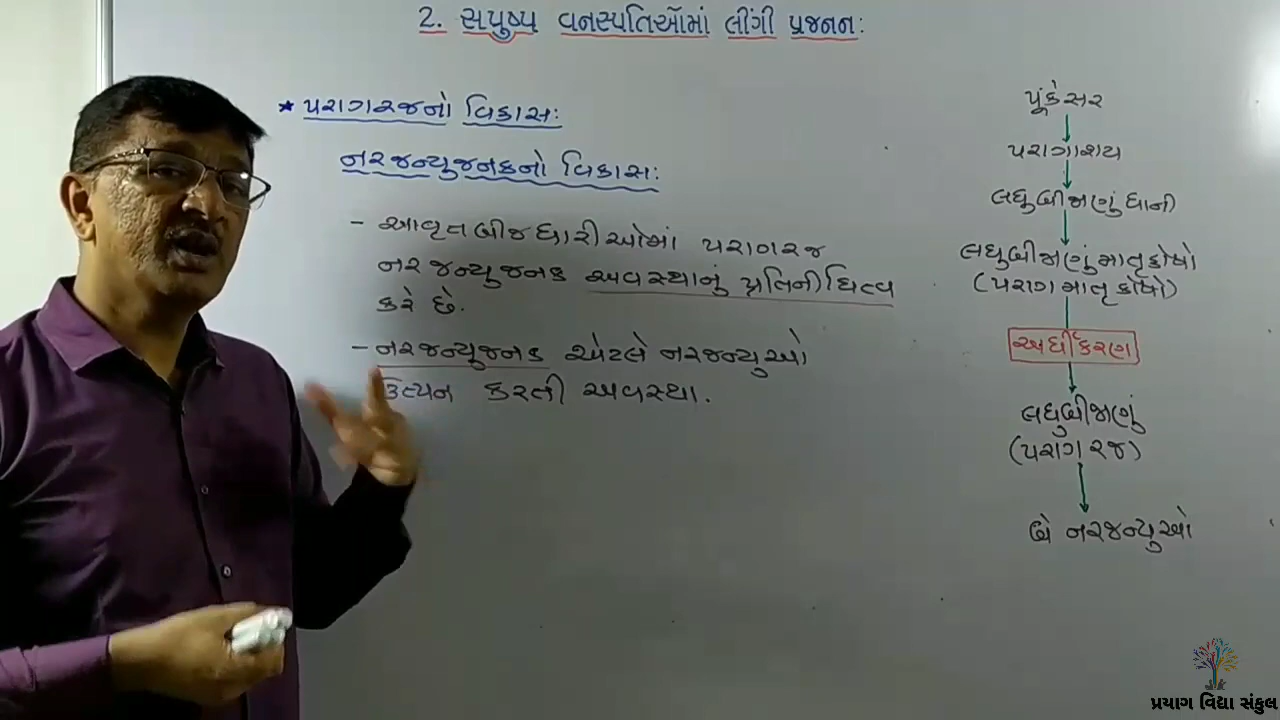 2. સપુષ્પ વનસ્પતિઓમાં લીંગી પ્રજનન:
* પરાગરજનો વિકાસ:
નરજન્યુજનકનો વિકાસ:
- આવૃત્તબીજધારીઓમાં પરાગરજ
નરજન્યુજનક અવસ્થાનું પ્રતિનીધિત્વ
કરે છે.
- નરજન્યુજનક એટલે નરજન્યુઓ
ઉત્પન કરતી અવસ્થા.
પૂંકેસર
પરાગાશય
લઘુબીજાણુંધાની
લઘુબીજાણુંમાતૃકોષો
(પરાગ માતૃ કોષો)
અર્ધીકરણ
લઘુબીજાણું
(પરાગરજ)
બે નરજન્યુઓ
પ્રયાગ વિદ્યા સંકુલ